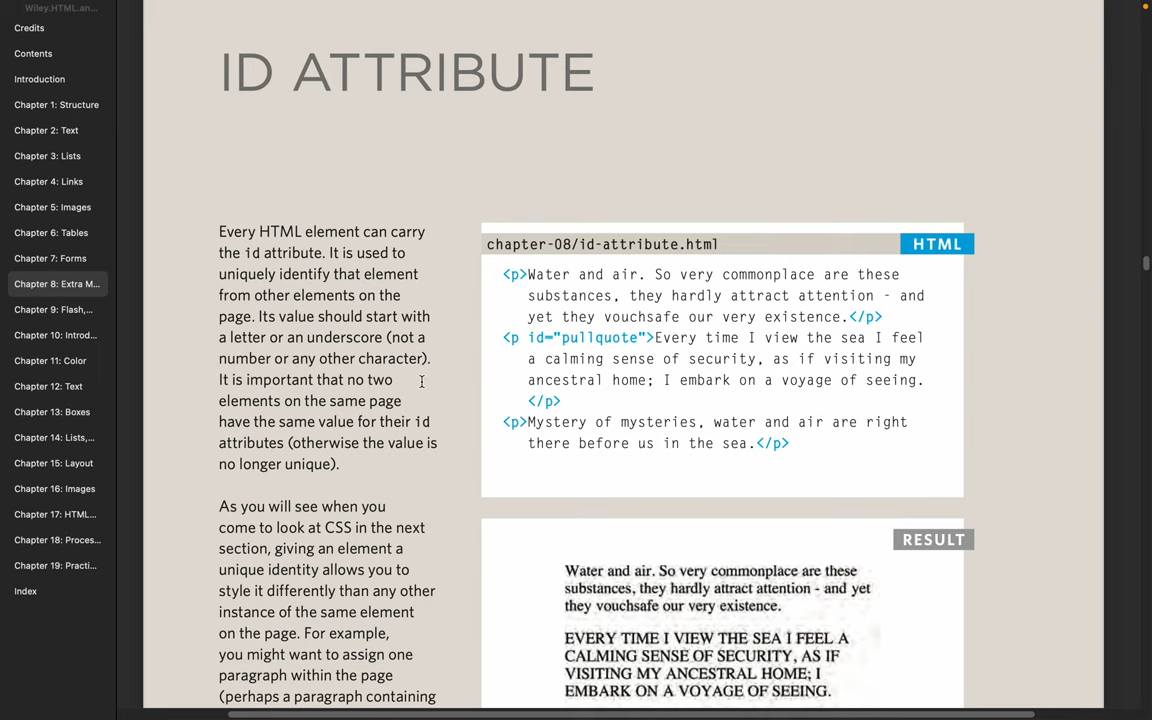 Wiley.HTML.an...
Credits
Contents
Introduction
Chapter 1: Structure
Chapter 2: Text
Chapter 3: Lists
Chapter 4: Links
Chapter 5: Images
Chapter 6: Tables
Chapter 7: Forms
Chapter 8: Extra M...
Chapter 9: Flash,...
Chapter 10: Introd...
Chapter 11: Color
Chapter 12: Text
Chapter 13: Boxes
Chapter 14: Lists,...
Chapter 15: Layout
Chapter 16: Images
Chapter 17: HTML...
Chapter 18: Proces...
Chapter 19: Practi...
Index
ID ATTRIBUTE
Every HTML element can carry
the id attribute. It is used to
uniquely identify that element
from other elements on the
page. Its value should start with
a letter or an underscore (not a
number or any other character).
It is important that no two
elements on the same page
have the same value for their id
attributes (otherwise the value is
no longer unique).
As you will see when you
come to look at CSS in the next
section, giving an element a
unique identity allows you to
style it differently than any other
instance of the same element
on the page. For example,
you might want to assign one
paragraph within the page
(perhaps a paragraph containing
chapter-08/id-attribute.html
HTML
<p>Water and air. So very commonplace are these
substances, they hardly attract attention - and
yet they vouchsafe our very existence.</p>
<p id="pullquote">Every time I view the sea I feel
a calming sense of security, as if visiting my
ancestral home; I embark on a voyage of seeing.
</p>
<p>Mystery of mysteries, water and air are right
there before us in the sea.</p>
RESULT
Water and air. So very commonplace are these
substances, they hardly attract attention - and yet
they vouchsafe our very existence.
EVERY TIME I VIEW THE SEA I FEEL A
CALMING SENSE OF SECURITY, AS IF
VISITING MY ANCESTRAL HOME; I
EMBARK ON A VOYAGE OF SEEING.